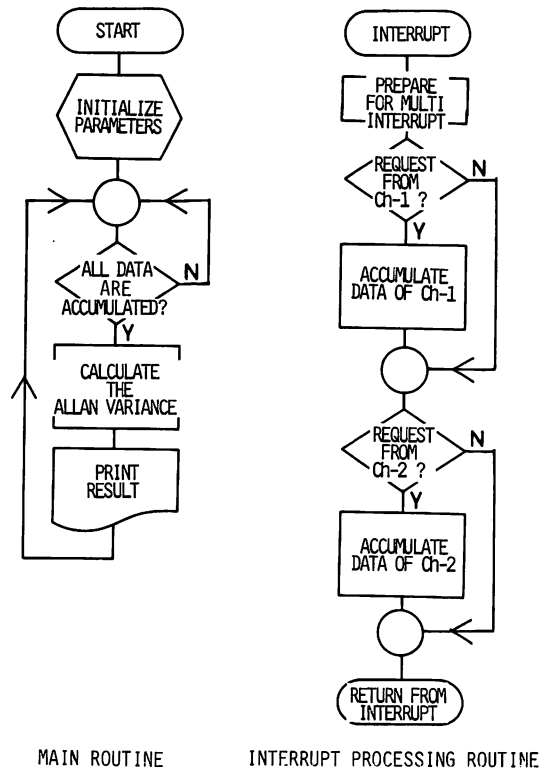 START
INITIALIZE
PARAMETERS
ALL DATA
ARE
ACCUMULATED?
N
Y
CALCULATE
THE
ALLAN VARIANCE
PRINT
RESULT
MAIN ROUTINE
INTERRUPT
PREPARE
FOR MULTI
INTERRUPT
REQUEST
FROM
Ch-1 ?
N
Y
ACCUMULATE
DATA OF Ch-1
REQUEST
FROM
Ch-2 ?
N
Y
ACCUMULATE
DATA OF Ch-2
RETURN FROM
INTERRUPT
INTERRUPT PROCESSING ROUTINE